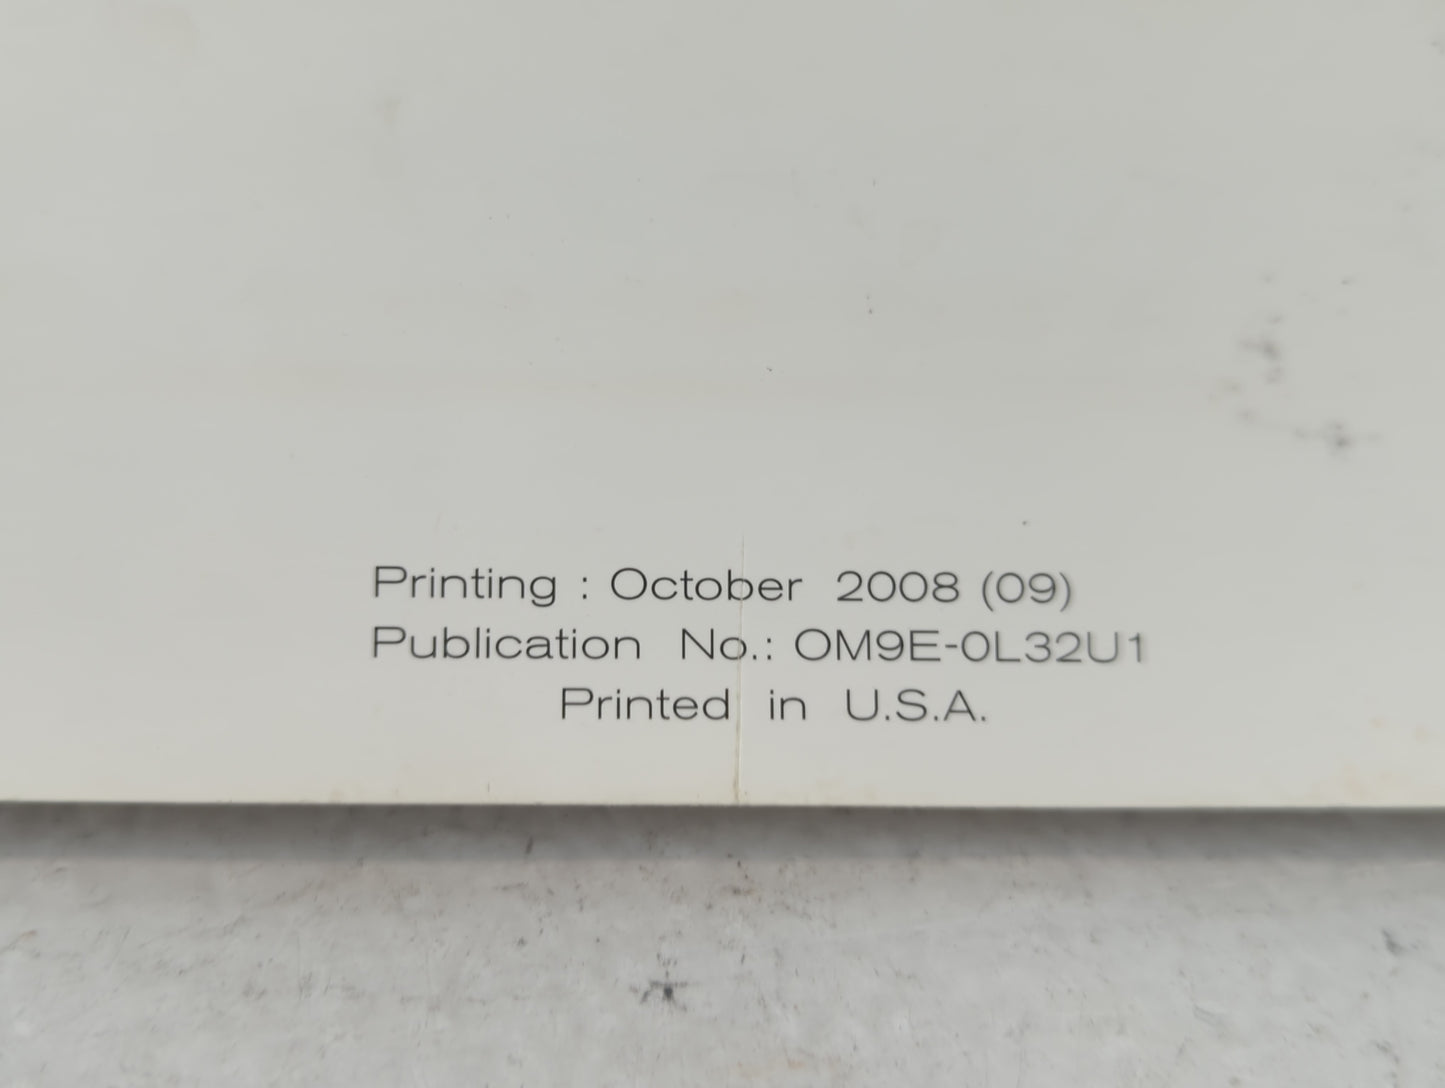 Printing : October 2008 (09)
Publication No.: OM9E-0L32U1
Printed in U.S.A.